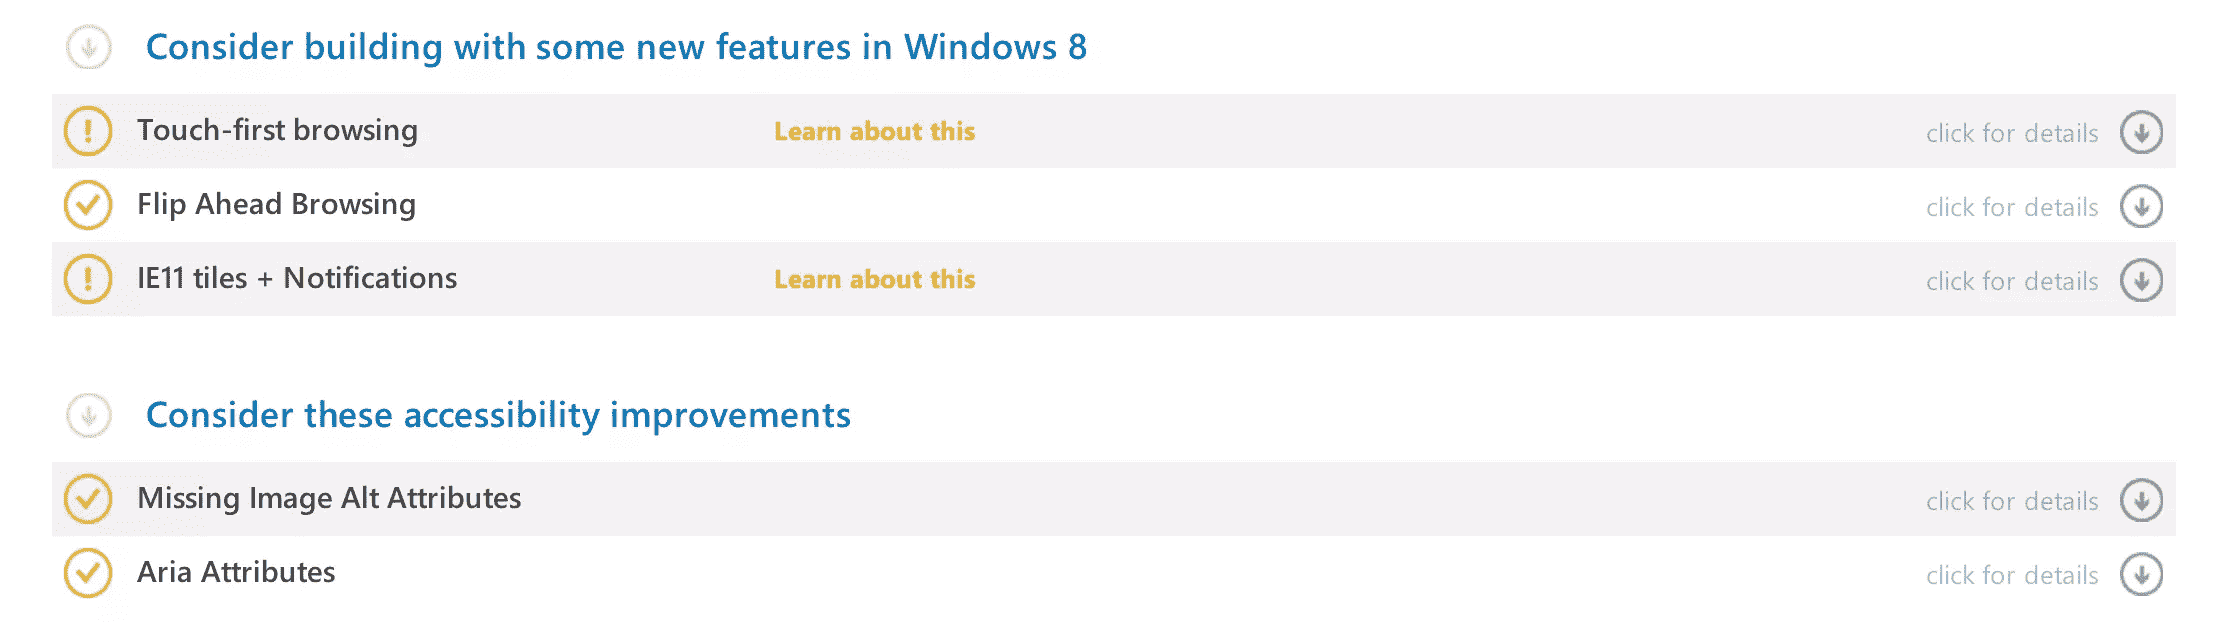 Consider building with some new features in Windows 8
Touch-first browsing Learn about this click for details
Flip Ahead Browsing click for details
IE11 tiles + Notifications Learn about this click for details
Consider these accessibility improvements
Missing Image Alt Attributes click for details
Aria Attributes click for details